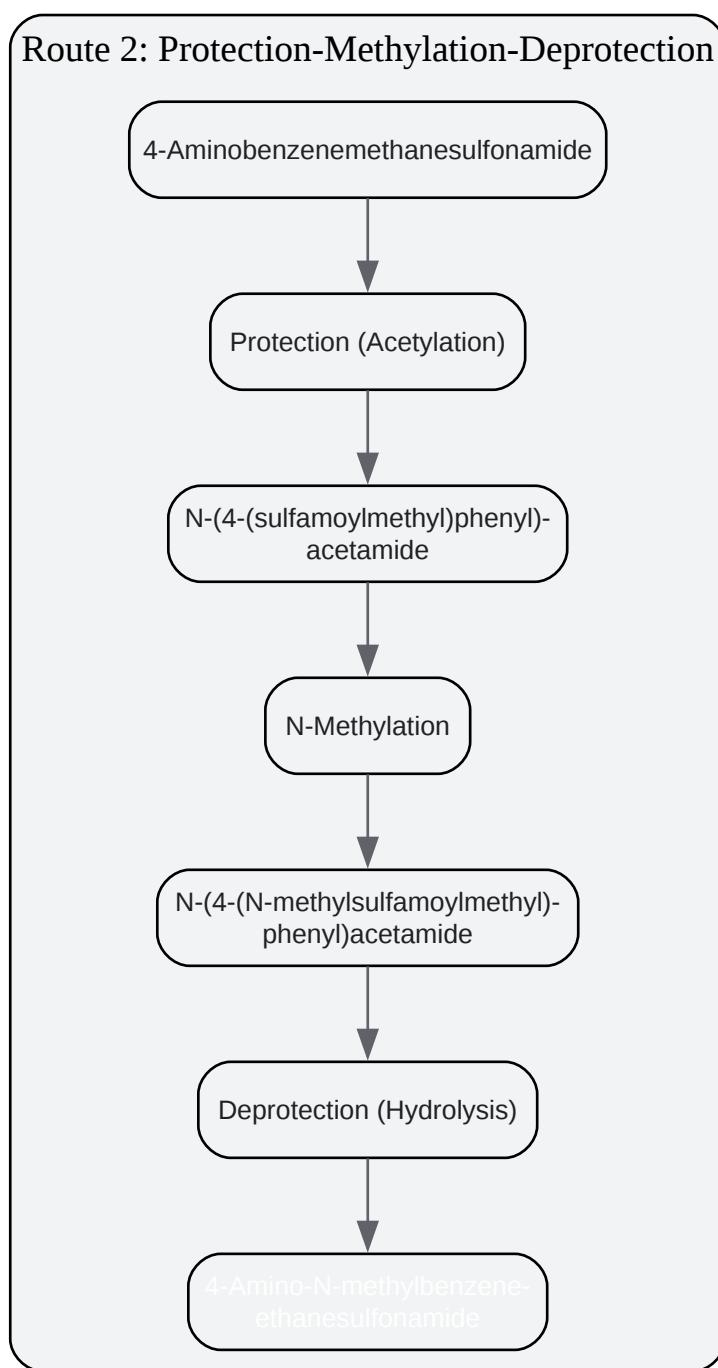 Route 2: Protection-Methylation-Deprotection
4-Aminobenzenemethanesulfonamide
Protection (Acetylation)
N-(4-(sulfamoylmethyl)phenyl)-
acetamide
N-Methylation
N-(4-(N-methylsulfamoylmethyl)-
phenyl)acetamide
Deprotection (Hydrolysis)
4-Amino-N-methylbenzene-
ethanesulfonamide